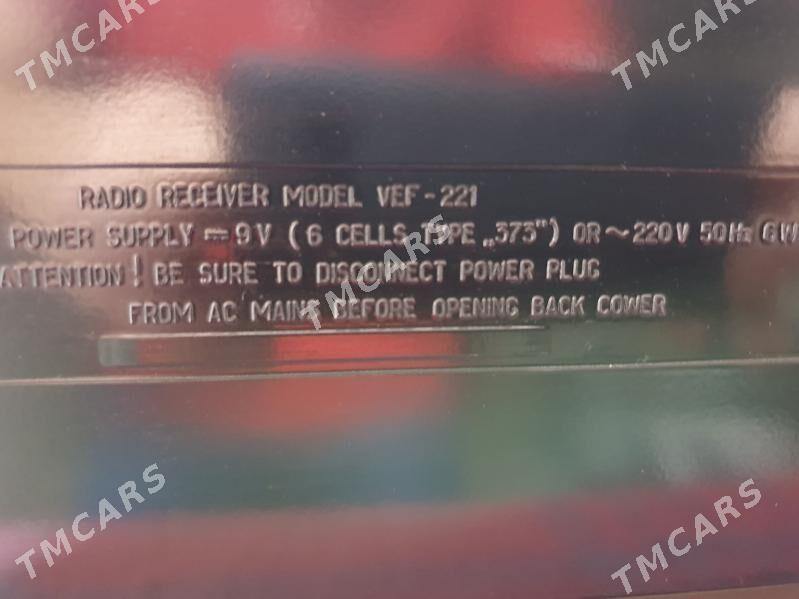 TMCARS
TMCARS
RADIO RECEIVER MODEL VEF-221
POWER SUPPLY ⎓ 9V (6 CELLS TYPE „373") OR ~ 220V 50Hz 6W
ATTENTION! BE SURE TO DISCONNECT POWER PLUG
FROM AC MAINS BEFORE OPENING BACK COWER
TMCARS
TMCARS
TMCARS